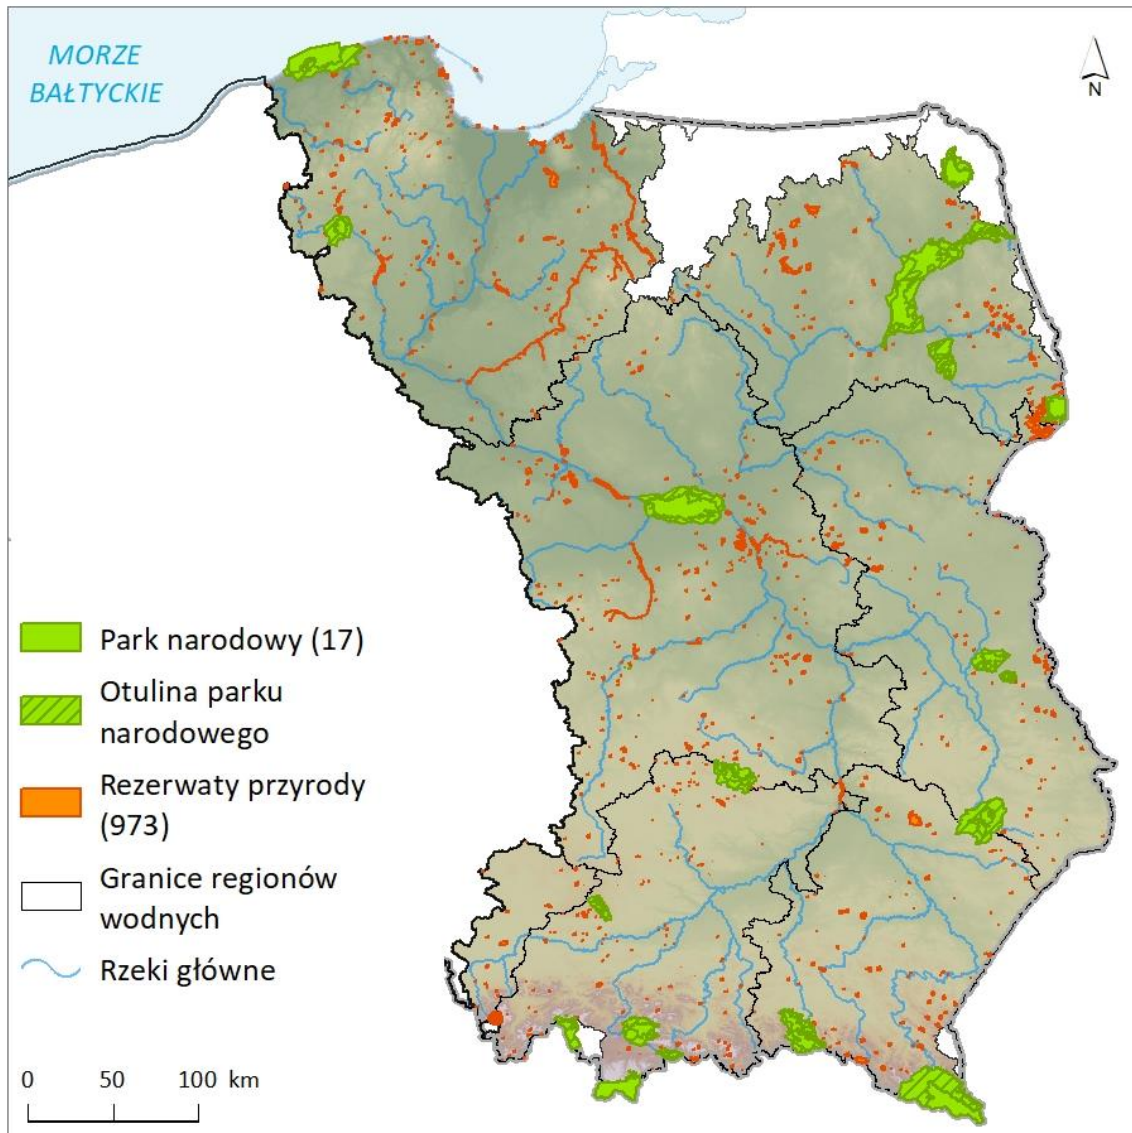 MORZE
BAŁTYCKIE
N
Park narodowy (17)
Otulina parku
narodowego
Rezerwaty przyrody
(973)
Granice regionów
wodnych
Rzeki główne
0 50 100 km